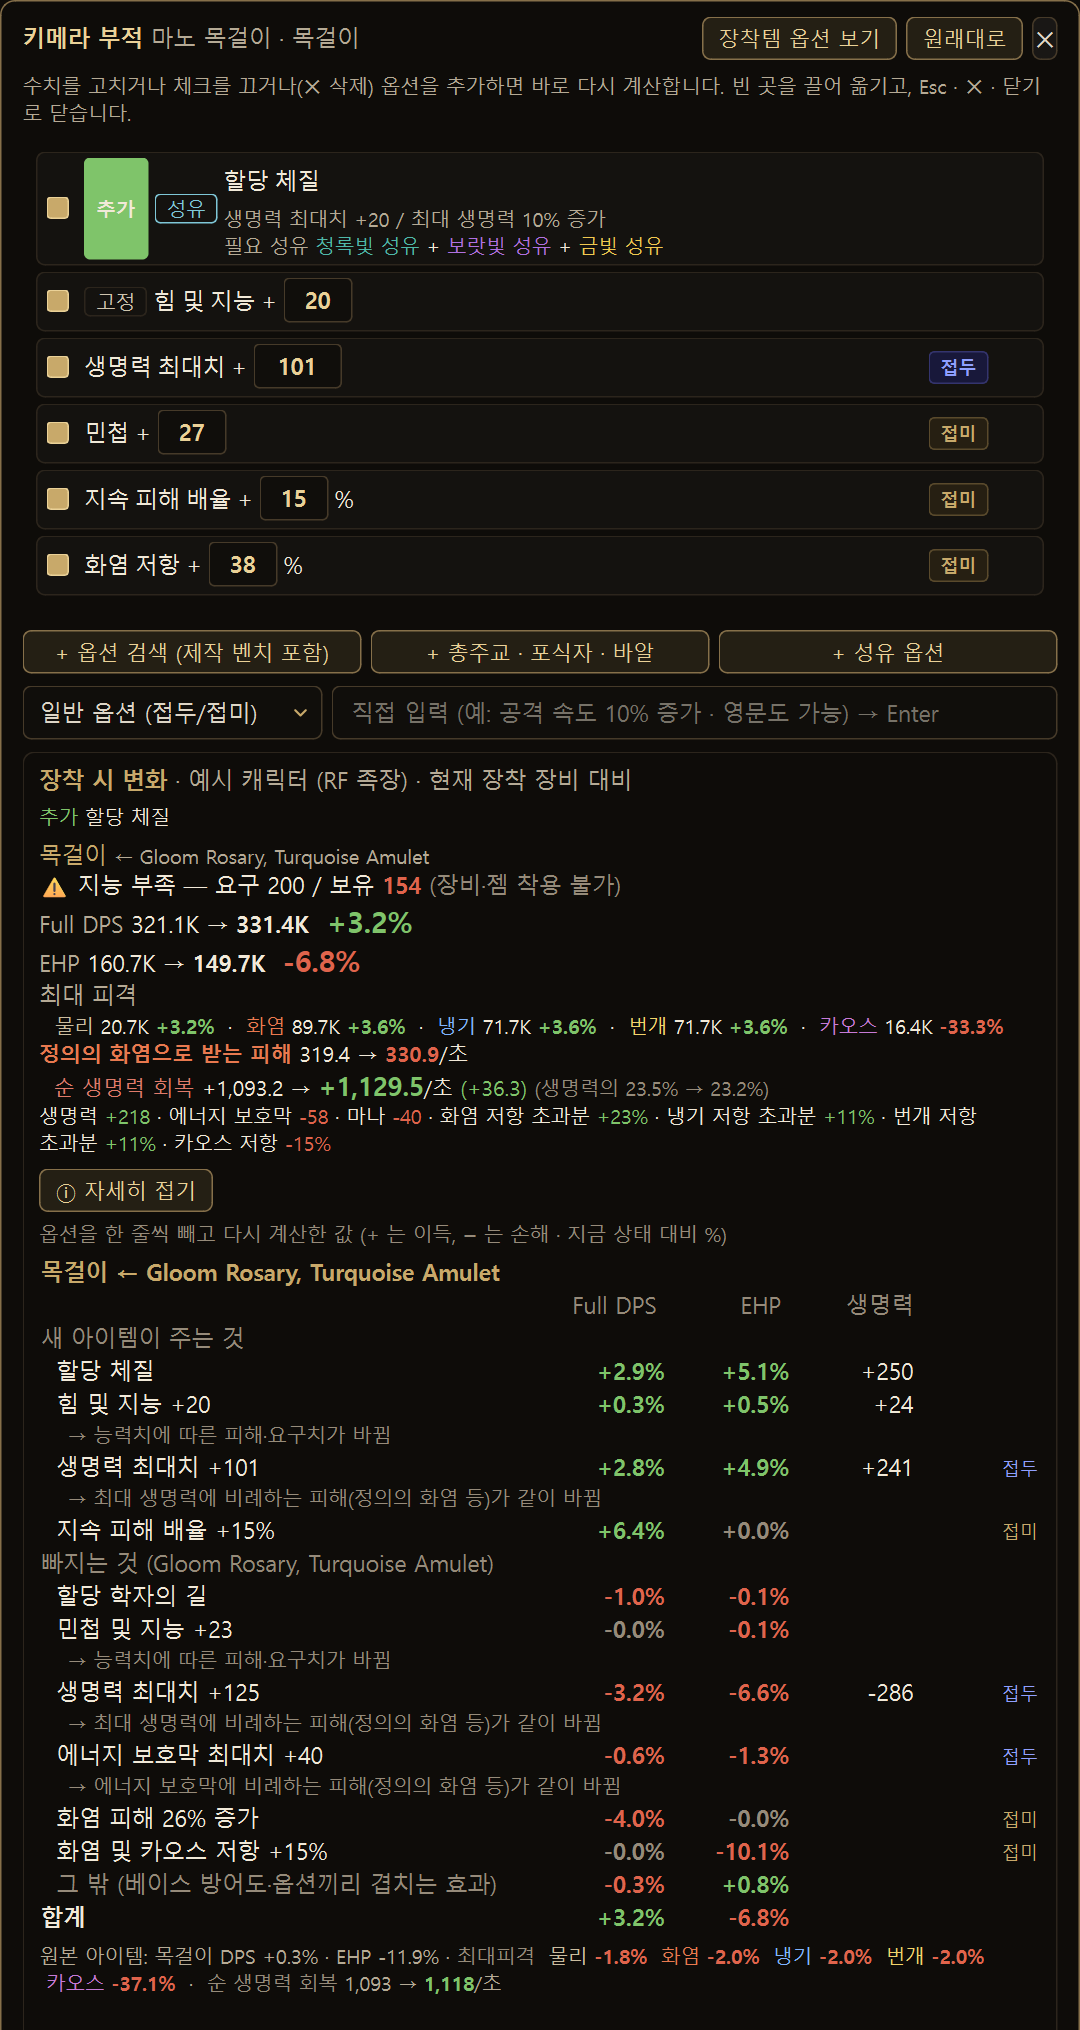 키메라 부적 마노 목걸이 · 목걸이 장착템 옵션 보기 원래대로 ×
수치를 고치거나 체크를 끄거나(× 삭제) 옵션을 추가하면 바로 다시 계산합니다. 빈 곳을 끌어 옮기고, Esc · × · 닫기
로 닫습니다.
추가 성유 할당 체질
생명력 최대치 +20 / 최대 생명력 10% 증가
필요 성유 청록빛 성유 + 보랏빛 성유 + 금빛 성유
고정 힘 및 지능 + 20
생명력 최대치 + 101 접두
민첩 + 27 접미
지속 피해 배율 + 15 % 접미
화염 저항 + 38 % 접미
+ 옵션 검색 (제작 벤치 포함) + 총주교 · 포식자 · 바알 + 성유 옵션
일반 옵션 (접두/접미) 직접 입력 (예: 공격 속도 10% 증가 · 영문도 가능) → Enter
장착 시 변화 · 예시 캐릭터 (RF 족장) · 현재 장착 장비 대비
추가 할당 체질
목걸이 ← Gloom Rosary, Turquoise Amulet
⚠ 지능 부족 — 요구 200 / 보유 154 (장비·젬 착용 불가)
Full DPS 321.1K → 331.4K +3.2%
EHP 160.7K → 149.7K -6.8%
최대 피격
물리 20.7K +3.2% · 화염 89.7K +3.6% · 냉기 71.7K +3.6% · 번개 71.7K +3.6% · 카오스 16.4K -33.3%
정의의 화염으로 받는 피해 319.4 → 330.9/초
순 생명력 회복 +1,093.2 → +1,129.5/초 (+36.3) (생명력의 23.5% → 23.2%)
생명력 +218 · 에너지 보호막 -58 · 마나 -40 · 화염 저항 초과분 +23% · 냉기 저항 초과분 +11% · 번개 저항
초과분 +11% · 카오스 저항 -15%
ⓘ 자세히 접기
옵션을 한 줄씩 빼고 다시 계산한 값 (+ 는 이득, − 는 손해 · 지금 상태 대비 %)
목걸이 ← Gloom Rosary, Turquoise Amulet
Full DPS EHP 생명력
새 아이템이 주는 것
할당 체질 +2.9% +5.1% +250
힘 및 지능 +20 +0.3% +0.5% +24
→ 능력치에 따른 피해·요구치가 바뀜
생명력 최대치 +101 +2.8% +4.9% +241 접두
→ 최대 생명력에 비례하는 피해(정의의 화염 등)가 같이 바뀜
지속 피해 배율 +15% +6.4% +0.0% 접미
빠지는 것 (Gloom Rosary, Turquoise Amulet)
할당 학자의 길 -1.0% -0.1%
민첩 및 지능 +23 -0.0% -0.1%
→ 능력치에 따른 피해·요구치가 바뀜
생명력 최대치 +125 -3.2% -6.6% -286 접두
→ 최대 생명력에 비례하는 피해(정의의 화염 등)가 같이 바뀜
에너지 보호막 최대치 +40 -0.6% -1.3% 접두
→ 에너지 보호막에 비례하는 피해(정의의 화염 등)가 같이 바뀜
화염 피해 26% 증가 -4.0% -0.0% 접미
화염 및 카오스 저항 +15% -0.0% -10.1% 접미
그 밖 (베이스 방어도·옵션끼리 겹치는 효과) -0.3% +0.8%
합계 +3.2% -6.8%
원본 아이템: 목걸이 DPS +0.3% · EHP -11.9% · 최대피격 물리 -1.8% 화염 -2.0% 냉기 -2.0% 번개 -2.0%
카오스 -37.1% · 순 생명력 회복 1,093 → 1,118/초